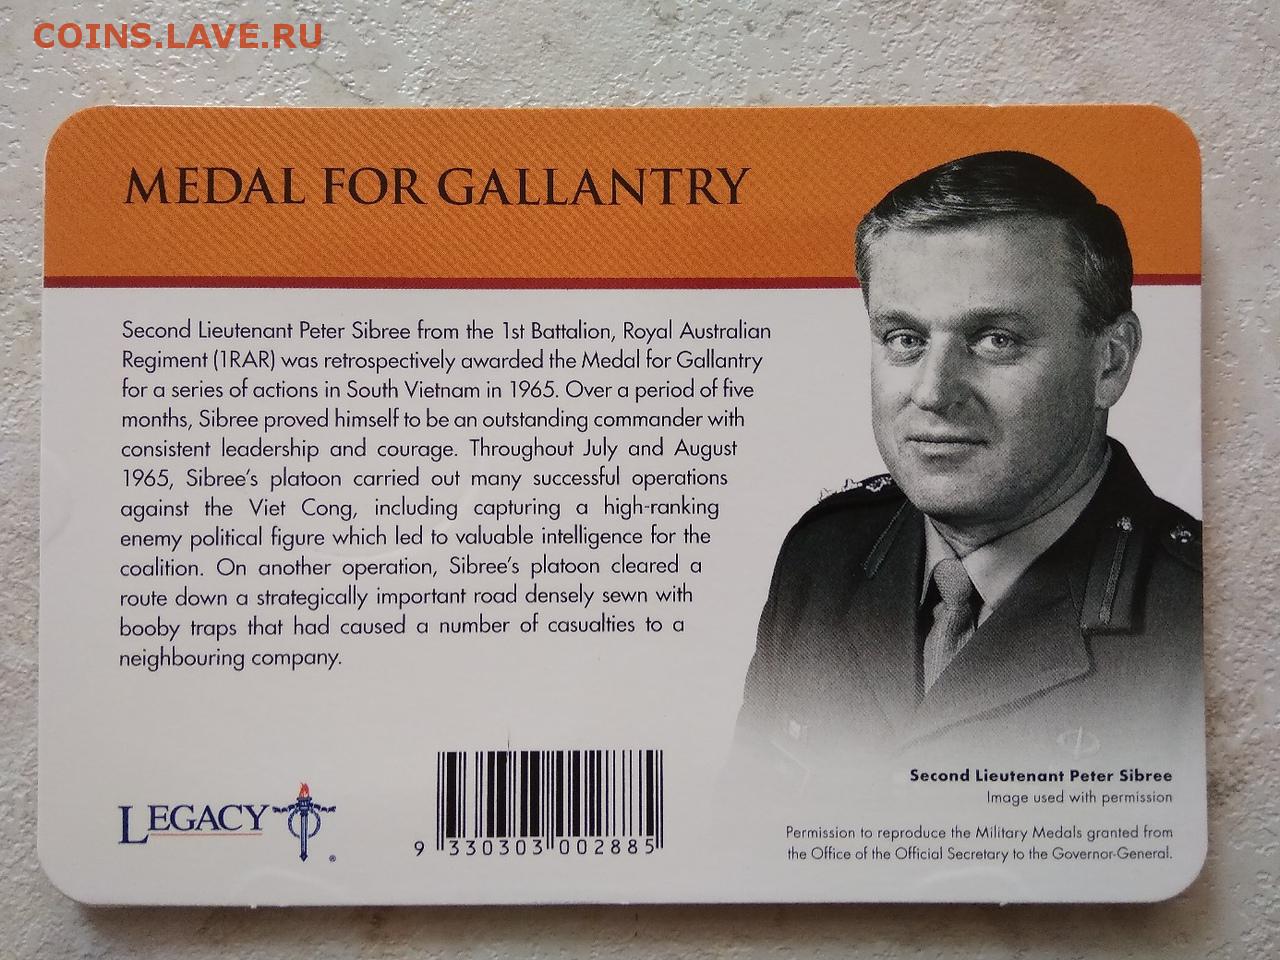 COINS.LAVE.RU
MEDAL FOR GALLANTRY
Second Lieutenant Peter Sibree from the 1st Battalion, Royal Australian
Regiment (1RAR) was retrospectively awarded the Medal for Gallantry
for a series of actions in South Vietnam in 1965. Over a period of five
months, Sibree proved himself to be an outstanding commander with
consistent leadership and courage. Throughout July and August
1965, Sibree's platoon carried out many successful operations
against the Viet Cong, including capturing a high-ranking
enemy political figure which led to valuable intelligence for the
coalition. On another operation, Sibree's platoon cleared a
route down a strategically important road densely sewn with
booby traps that had caused a number of casualties to a
neighbouring company.
LEGACY
®
9 330303 002885
Second Lieutenant Peter Sibree
Image used with permission
Permission to reproduce the Military Medals granted from
the Office of the Official Secretary to the Governor-General.